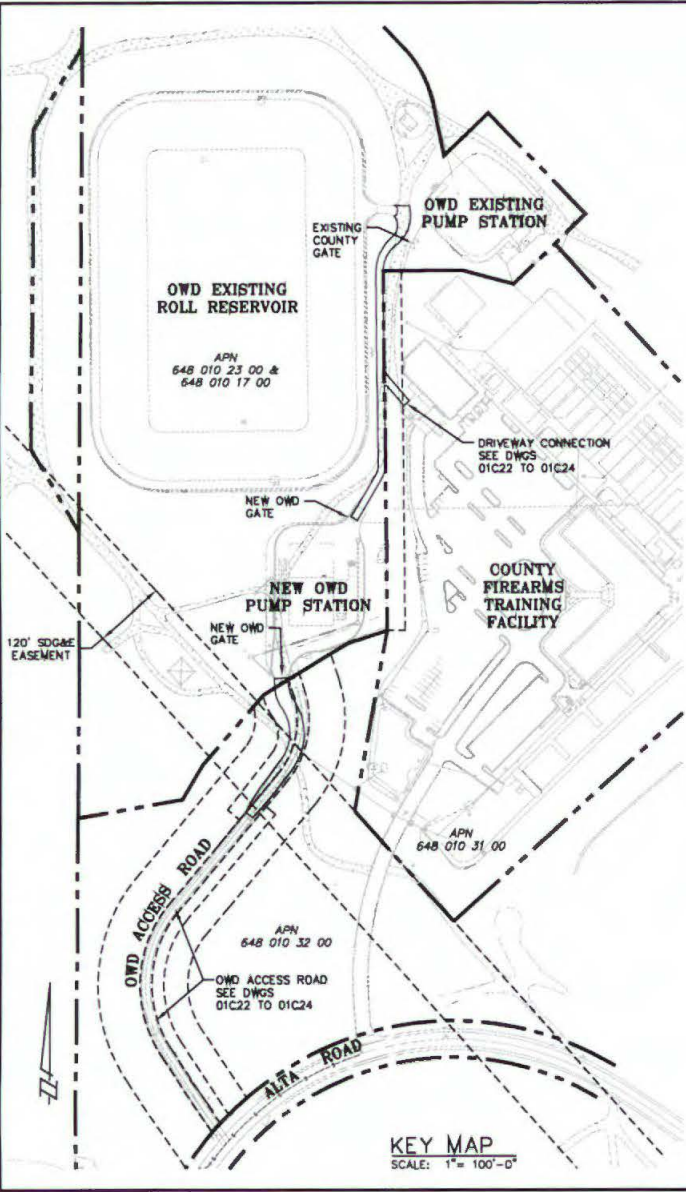 OWD EXISTING
PUMP STATION
EXISTING
COUNTY
GATE
OWD EXISTING
ROLL RESERVOIR
APN
648 010 23 00 &
648 010 17 00
DRIVEWAY CONNECTION
SEE DWGS
01C22 TO 01C24
NEW OWD
GATE
COUNTY
FIREARMS
TRAINING
FACILITY
NEW OWD
PUMP STATION
NEW OWD
GATE
120' SDG&E
EASEMENT
APN
648 010 31 00
OWD ACCESS ROAD
APN
648 010 32 00
OWD ACCESS ROAD
SEE DWGS
01C22 TO 01C24
ALTA ROAD
KEY MAP
SCALE: 1"= 100'-0"